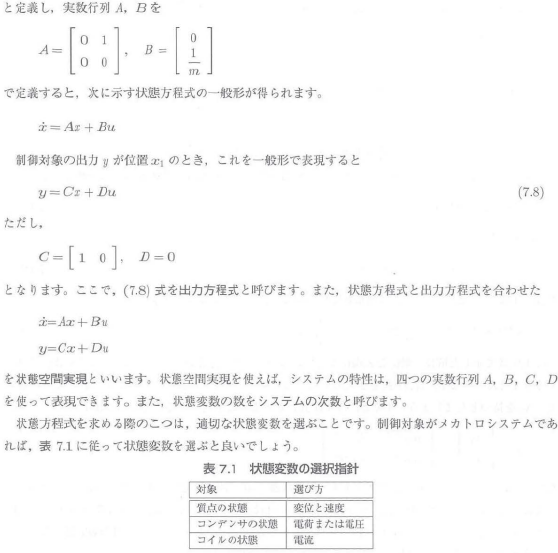 と定義し，実数行列 A，B を
A = [ 0 1 ; 0 0 ]，　B = [ 0 ; 1/m ]
で定義すると，次に示す状態方程式の一般形が得られます。
ẋ = Ax + Bu
制御対象の出力 y が位置 x₁ のとき，これを一般形で表現すると
y = Cx + Du (7.8)
ただし，
C = [ 1 0 ]，　D = 0
となります。ここで，(7.8) 式を出力方程式と呼びます。また，状態方程式と出力方程式を合わせた
ẋ=Ax + Bu
y=Cx + Du
を状態空間実現といいます。状態空間実現を使えば，システムの特性は，四つの実数行列 A，B，C，D
を使って表現できます。また，状態変数の数をシステムの次数と呼びます。
状態方程式を求める際のこつは，適切な状態変数を選ぶことです。制御対象がメカトロシステムであ
れば，表 7.1 に従って状態変数を選ぶと良いでしょう。
表 7.1　状態変数の選択指針
対象　選び方
質点の状態　変位と速度
コンデンサの状態　電荷または電圧
コイルの状態　電流